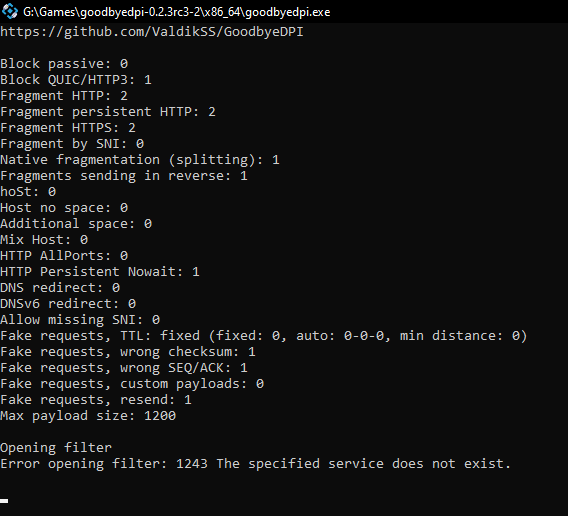 G:\Games\goodbyedpi-0.2.3rc3-2\x86_64\goodbyedpi.exe
https://github.com/ValdikSS/GoodbyeDPI
Block passive: 0
Block QUIC/HTTP3: 1
Fragment HTTP: 2
Fragment persistent HTTP: 2
Fragment HTTPS: 2
Fragment by SNI: 0
Native fragmentation (splitting): 1
Fragments sending in reverse: 1
hoSt: 0
Host no space: 0
Additional space: 0
Mix Host: 0
HTTP AllPorts: 0
HTTP Persistent Nowait: 1
DNS redirect: 0
DNSv6 redirect: 0
Allow missing SNI: 0
Fake requests, TTL: fixed (fixed: 0, auto: 0-0-0, min distance: 0)
Fake requests, wrong checksum: 1
Fake requests, wrong SEQ/ACK: 1
Fake requests, custom payloads: 0
Fake requests, resend: 1
Max payload size: 1200
Opening filter
Error opening filter: 1243 The specified service does not exist.